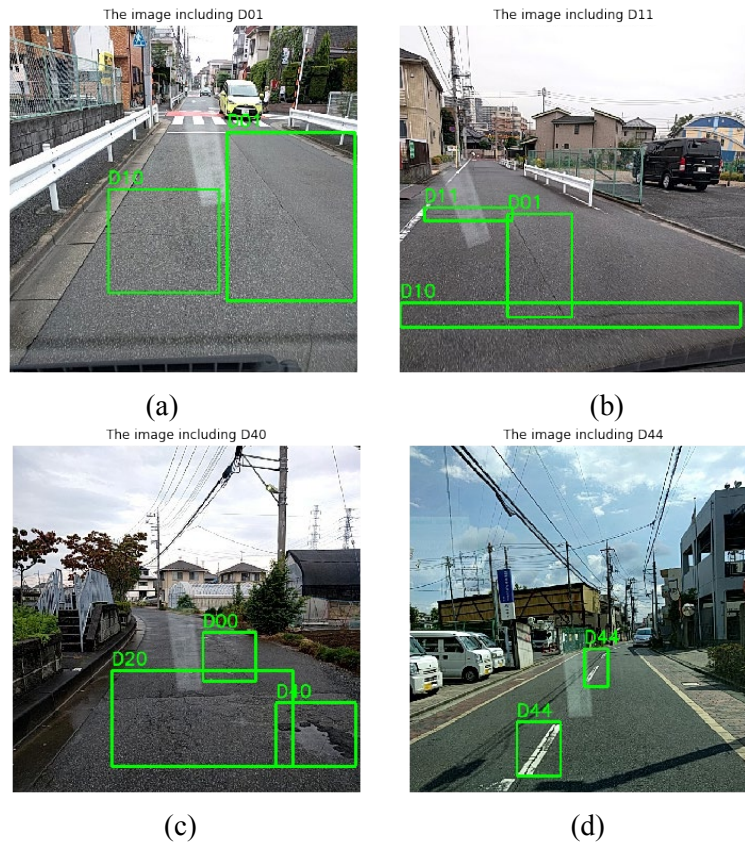 The image including D01
D01
D10
(a)
The image including D11
D11
D01
D10
(b)
The image including D40
D00
D20
D40
(c)
The image including D44
D44
D44
(d)